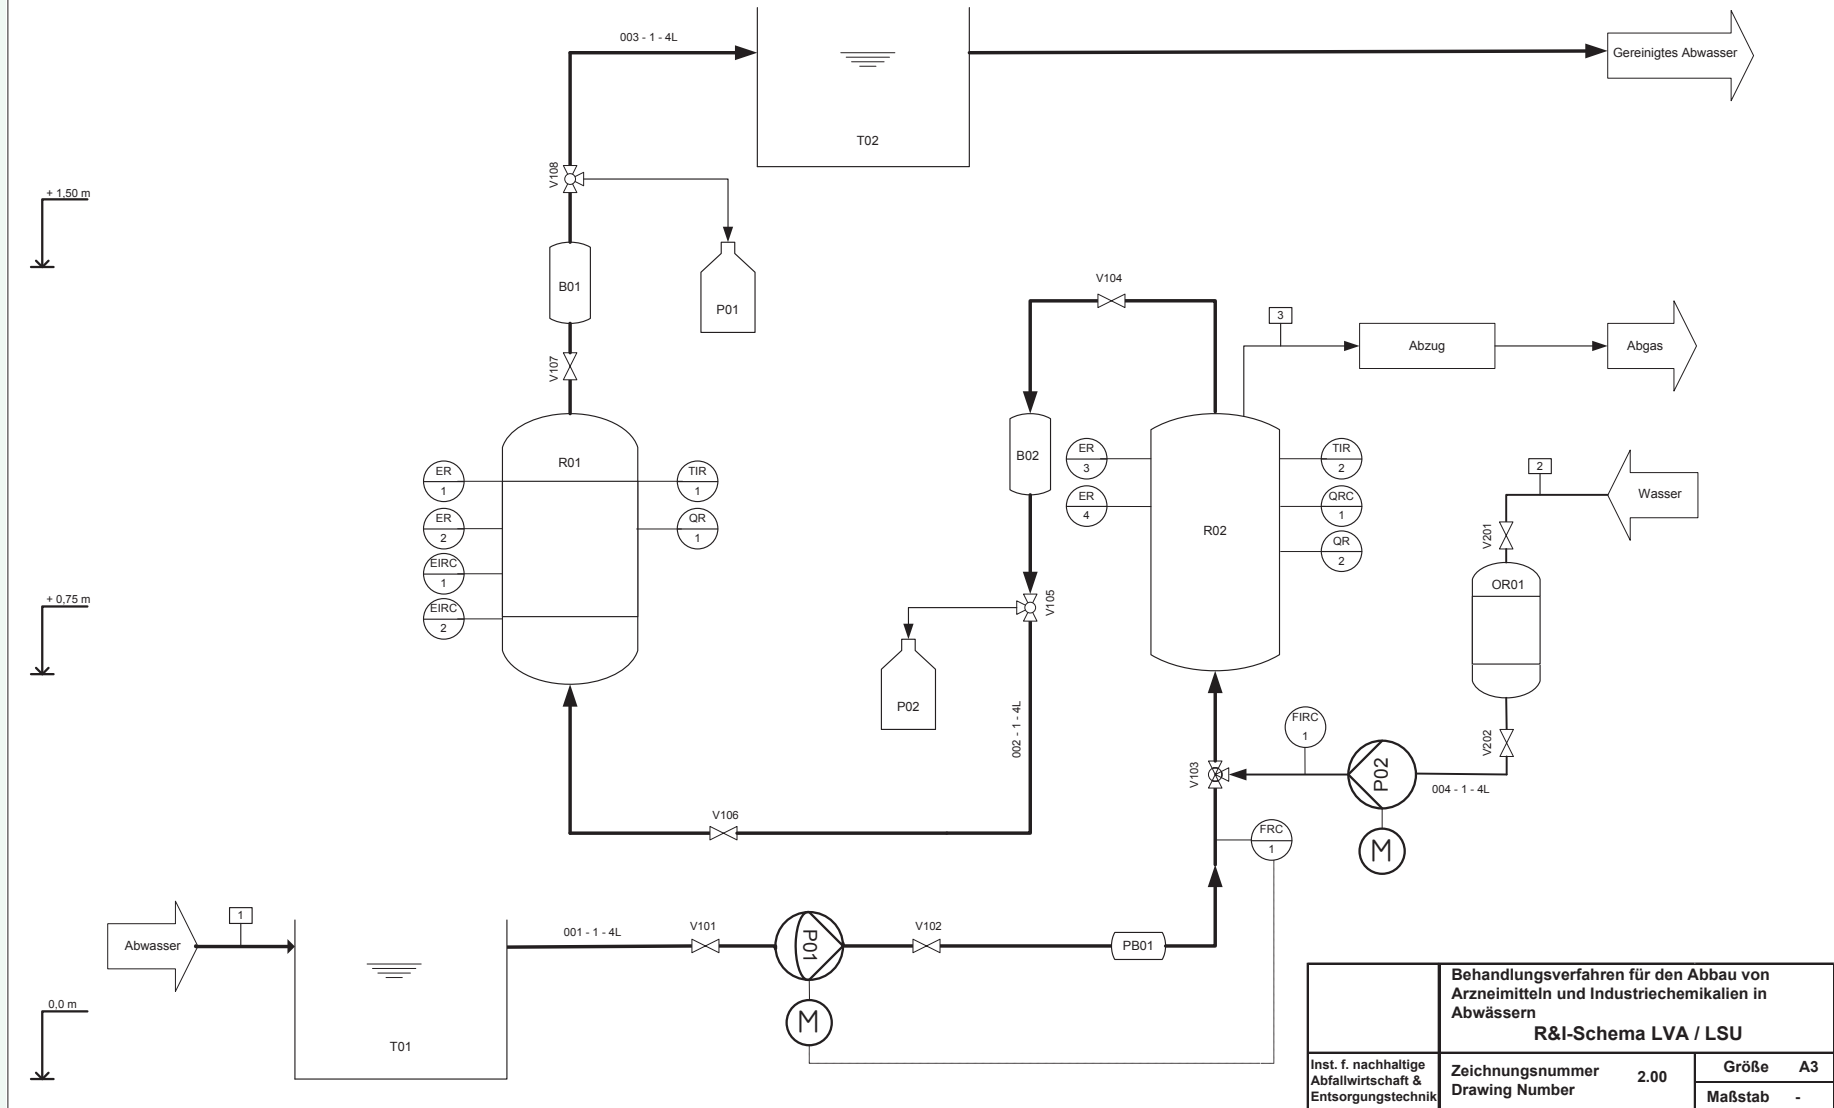 003 - 1 - 4L
Gereinigtes Abwasser
T02
V108
+ 1,50 m
B01
P01
V104
3
Abzug
Abgas
V107
R01
ER
1
TIR
1
ER
2
QR
1
EIRC
1
EIRC
2
B02
ER
3
TIR
2
ER
4
QRC
1
R02
QR
2
2
Wasser
V201
OR01
+ 0,75 m
V105
P02
002 - 1 - 4L
FIRC
1
V202
V103
P02
004 - 1 - 4L
M
V106
FRC
1
1
Abwasser
001 - 1 - 4L
V101
P01
V102
PB01
0,0 m
T01
M
Behandlungsverfahren für den Abbau von
Arzneimitteln und Industriechemikalien in
Abwässern
R&I-Schema LVA / LSU
Inst. f. nachhaltige
Abfallwirtschaft &
Entsorgungstechnik
Zeichnungsnummer
Drawing Number
2.00
Größe A3
Maßstab -